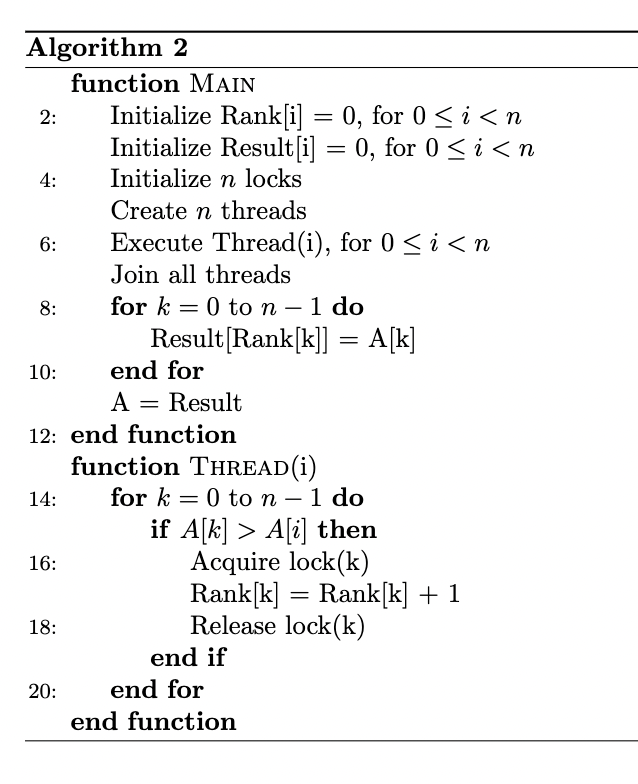 Algorithm 2
function MAIN
2: Initialize Rank[i] = 0, for 0 ≤ i < n
Initialize Result[i] = 0, for 0 ≤ i < n
4: Initialize n locks
Create n threads
6: Execute Thread(i), for 0 ≤ i < n
Join all threads
8: for k = 0 to n − 1 do
Result[Rank[k]] = A[k]
10: end for
A = Result
12: end function
function THREAD(i)
14: for k = 0 to n − 1 do
if A[k] > A[i] then
16: Acquire lock(k)
Rank[k] = Rank[k] + 1
18: Release lock(k)
end if
20: end for
end function